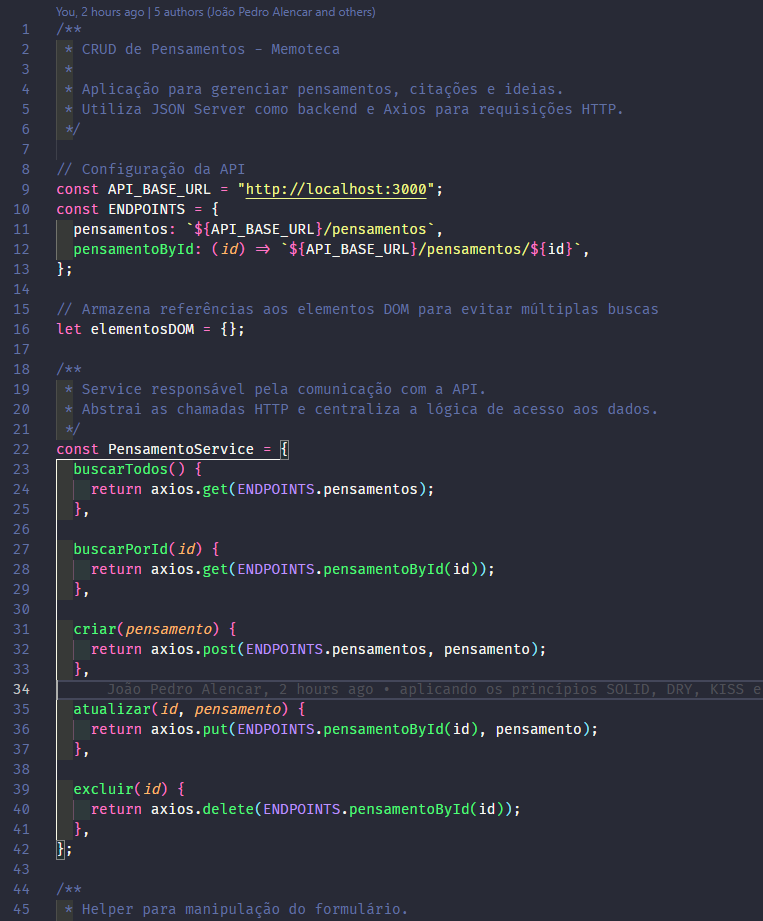 You, 2 hours ago | 5 authors (João Pedro Alencar and others)
1 /**
2  * CRUD de Pensamentos - Memoteca
3  *
4  * Aplicação para gerenciar pensamentos, citações e ideias.
5  * Utiliza JSON Server como backend e Axios para requisições HTTP.
6  */
7
8 // Configuração da API
9 const API_BASE_URL = "http://localhost:3000";
10 const ENDPOINTS = {
11   pensamentos: `${API_BASE_URL}/pensamentos`,
12   pensamentoById: (id) => `${API_BASE_URL}/pensamentos/${id}`,
13 };
14
15 // Armazena referências aos elementos DOM para evitar múltiplas buscas
16 let elementosDOM = {};
17
18 /**
19  * Service responsável pela comunicação com a API.
20  * Abstrai as chamadas HTTP e centraliza a lógica de acesso aos dados.
21  */
22 const PensamentoService = {
23   buscarTodos() {
24     return axios.get(ENDPOINTS.pensamentos);
25   },
26
27   buscarPorId(id) {
28     return axios.get(ENDPOINTS.pensamentoById(id));
29   },
30
31   criar(pensamento) {
32     return axios.post(ENDPOINTS.pensamentos, pensamento);
33   },
34       João Pedro Alencar, 2 hours ago • aplicando os princípios SOLID, DRY, KISS e
35   atualizar(id, pensamento) {
36     return axios.put(ENDPOINTS.pensamentoById(id), pensamento);
37   },
38
39   excluir(id) {
40     return axios.delete(ENDPOINTS.pensamentoById(id));
41   },
42 };
43
44 /**
45  * Helper para manipulação do formulário.